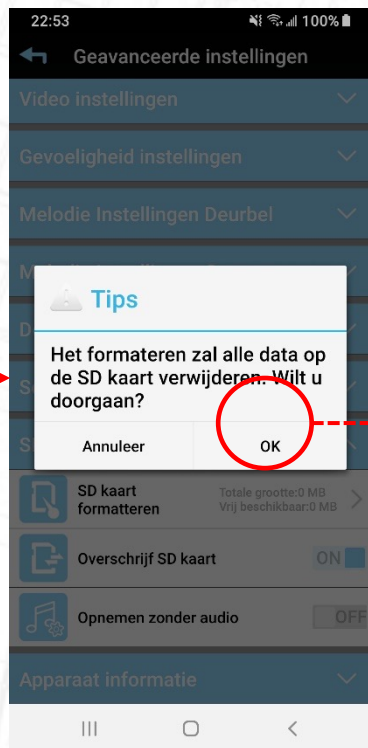 22:53 100%
Geavanceerde instellingen
Video instellingen
Gevoeligheid instellingen
Melodie Instellingen Deurbel
Tips
Het formateren zal alle data op
de SD kaart verwijderen. Wilt u
doorgaan?
Annuleer OK
SD kaart
formatteren
Totale grootte:0 MB
Vrij beschikbaar:0 MB
Overschrijf SD kaart ON
Opnemen zonder audio OFF
Apparaat informatie